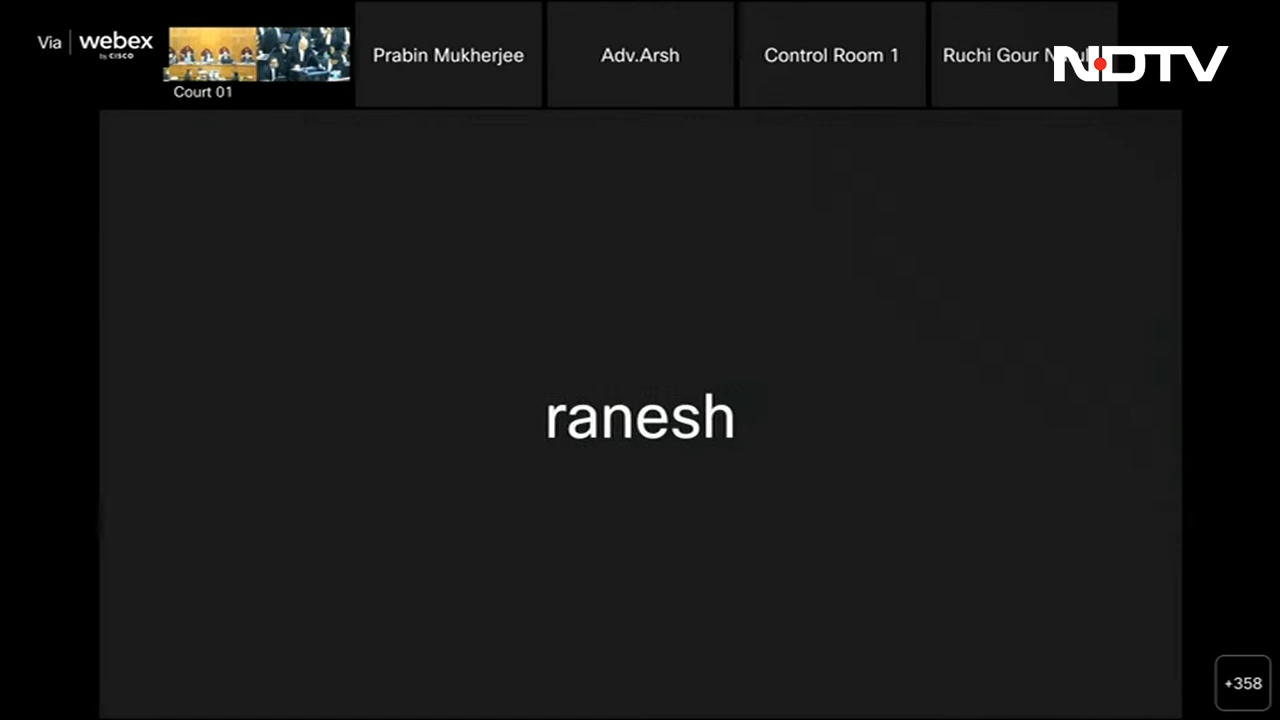 Via | webex
by CISCO
Court 01
Prabin Mukherjee
Adv.Arsh
Control Room 1
Ruchi Gour
NDTV
ranesh
+358